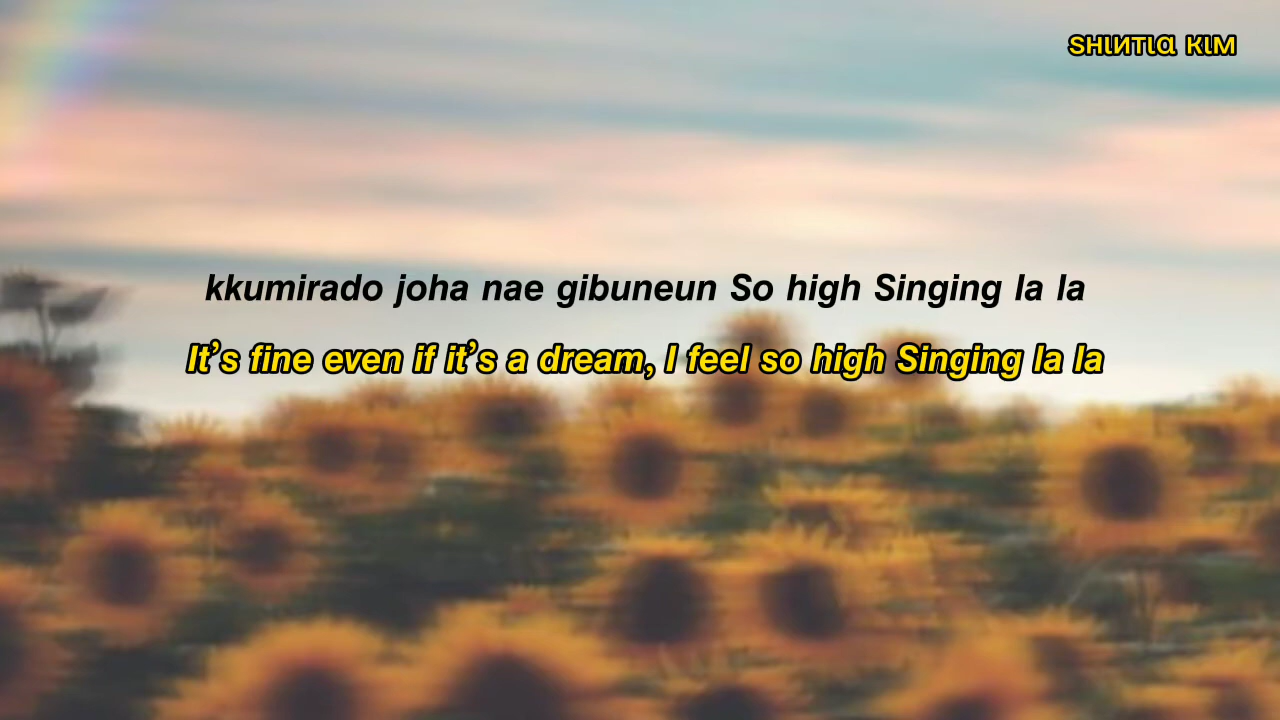 SHINTIA KIM
kkumirado joha nae gibuneun So high Singing la la
It's fine even if it's a dream, I feel so high Singing la la